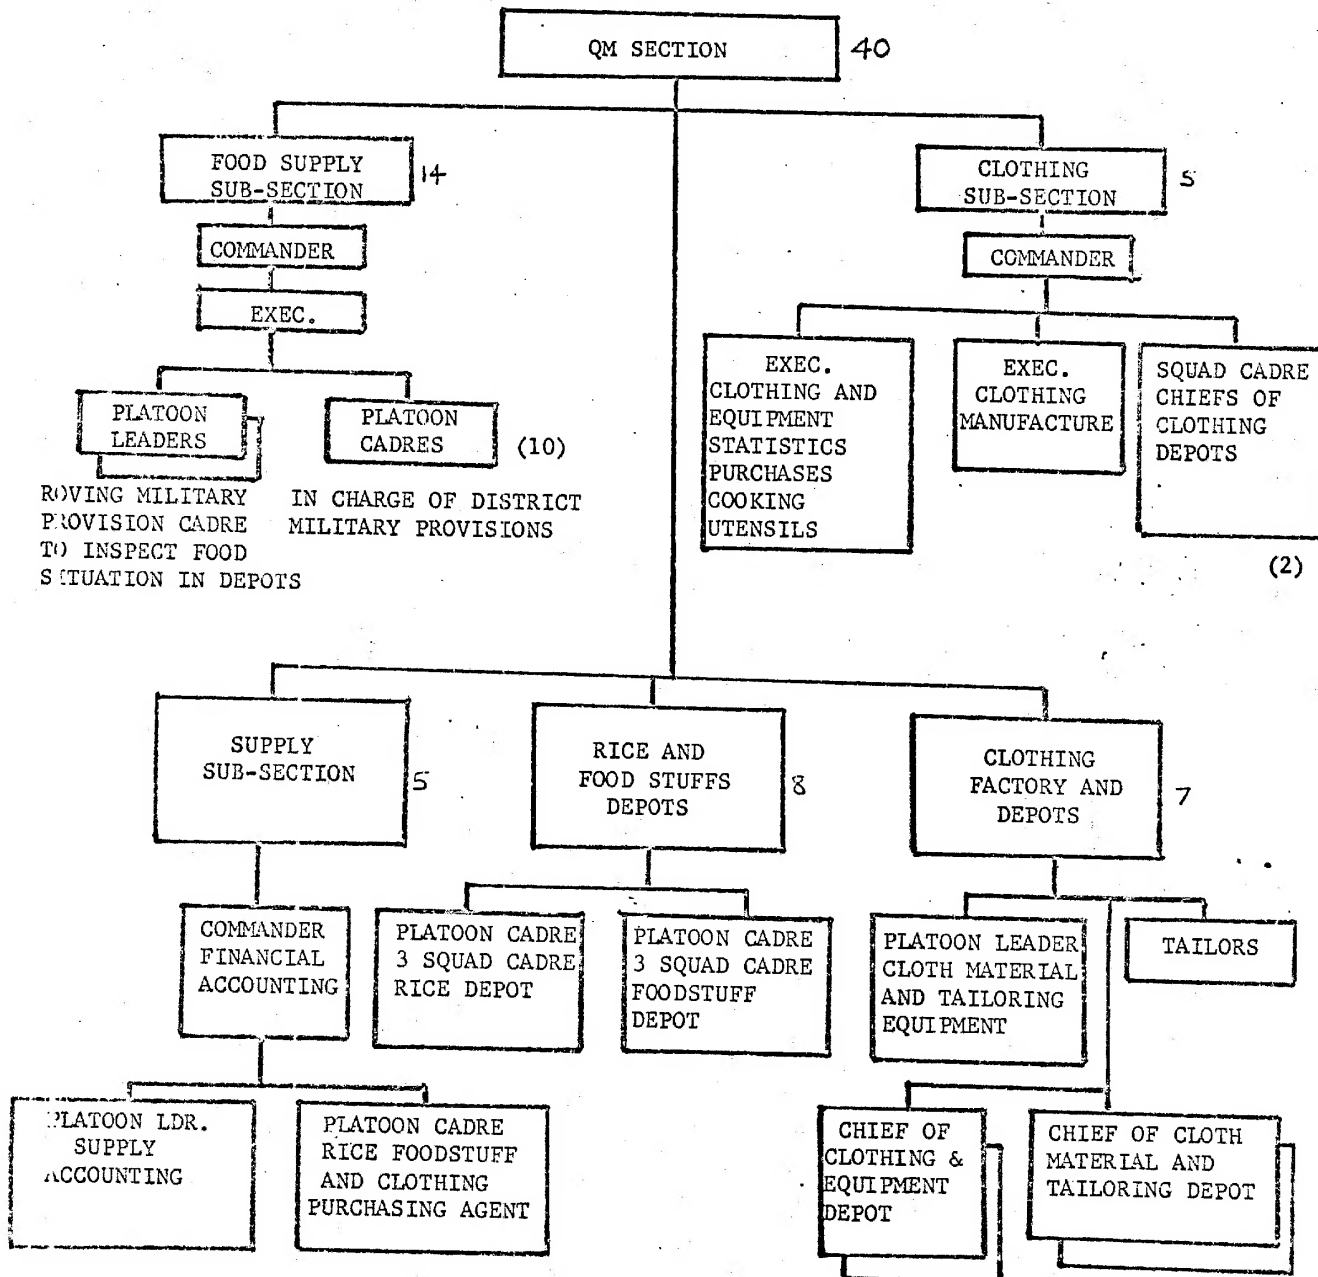 QM SECTION
40
FOOD SUPPLY
SUB-SECTION
14
COMMANDER
EXEC.
PLATOON
LEADERS
PLATOON
CADRES
(10)
ROVING MILITARY
PROVISION CADRE
TO INSPECT FOOD
SITUATION IN DEPOTS
IN CHARGE OF DISTRICT
MILITARY PROVISIONS
CLOTHING
SUB-SECTION
5
COMMANDER
EXEC.
CLOTHING AND
EQUIPMENT
STATISTICS
PURCHASES
COOKING
UTENSILS
EXEC.
CLOTHING
MANUFACTURE
SQUAD CADRE
CHIEFS OF
CLOTHING
DEPOTS
(2)
SUPPLY
SUB-SECTION
5
COMMANDER
FINANCIAL
ACCOUNTING
PLATOON LDR.
SUPPLY
ACCOUNTING
PLATOON CADRE
RICE FOODSTUFF
AND CLOTHING
PURCHASING AGENT
RICE AND
FOOD STUFFS
DEPOTS
8
PLATOON CADRE
3 SQUAD CADRE
RICE DEPOT
PLATOON CADRE
3 SQUAD CADRE
FOODSTUFF
DEPOT
CLOTHING
FACTORY AND
DEPOTS
7
PLATOON LEADER
CLOTH MATERIAL
AND TAILORING
EQUIPMENT
TAILORS
CHIEF OF
CLOTHING &
EQUIPMENT
DEPOT
CHIEF OF CLOTH
MATERIAL AND
TAILORING DEPOT